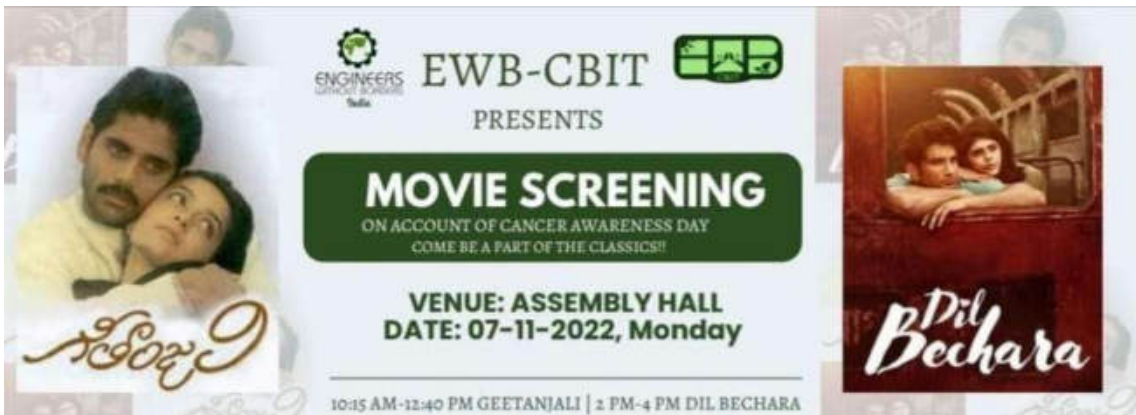 ENGINEERS
WITHOUT BORDERS
India
EWB-CBIT
PRESENTS
MOVIE SCREENING
ON ACCOUNT OF CANCER AWARENESS DAY
COME BE A PART OF THE CLASSICS!!
VENUE: ASSEMBLY HALL
DATE: 07-11-2022, Monday
10:15 AM-12:40 PM GEETANJALI | 2 PM-4 PM DIL BECHARA
గీతాంజలి
Dil
Bechara